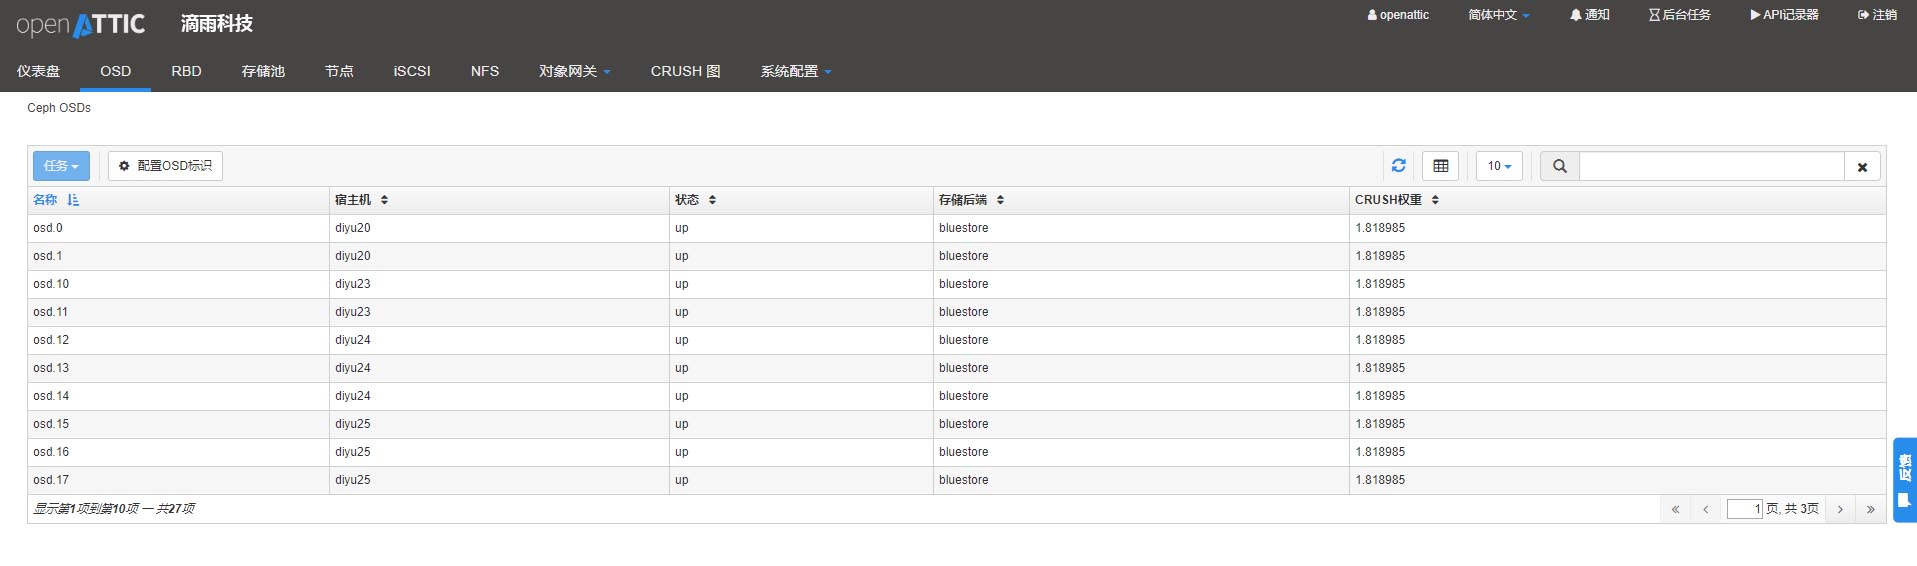 openATTIC 滴雨科技 openattic 简体中文 通知 后台任务 API记录器 注销
仪表盘 OSD RBD 存储池 节点 iSCSI NFS 对象网关 CRUSH 图 系统配置
Ceph OSDs
任务 配置OSD标识 10
名称 宿主机 状态 存储后端 CRUSH权重
osd.0 diyu20 up bluestore 1.818985
osd.1 diyu20 up bluestore 1.818985
osd.10 diyu23 up bluestore 1.818985
osd.11 diyu23 up bluestore 1.818985
osd.12 diyu24 up bluestore 1.818985
osd.13 diyu24 up bluestore 1.818985
osd.14 diyu24 up bluestore 1.818985
osd.15 diyu25 up bluestore 1.818985
osd.16 diyu25 up bluestore 1.818985
osd.17 diyu25 up bluestore 1.818985
显示第1项到第10项 — 共27项 « ‹ 1 页, 共 3页 › »